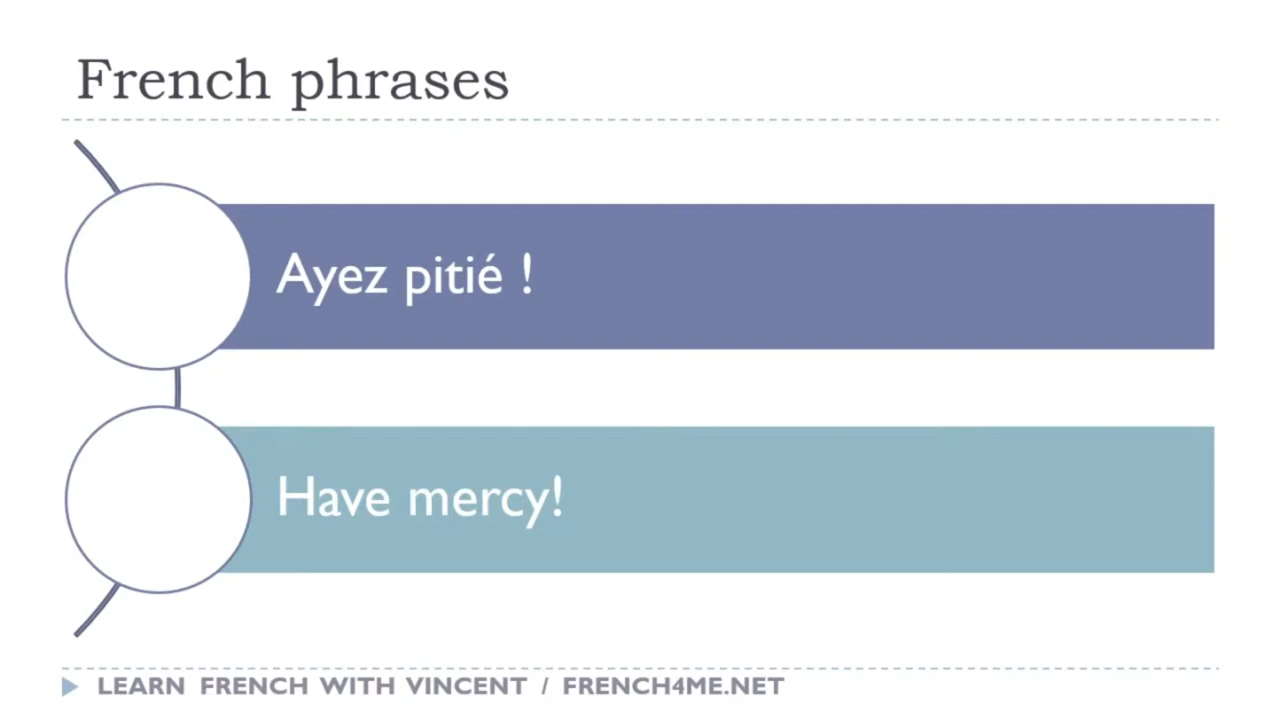 French phrases
Ayez pitié !
Have mercy!
LEARN FRENCH WITH VINCENT / FRENCH4ME.NET